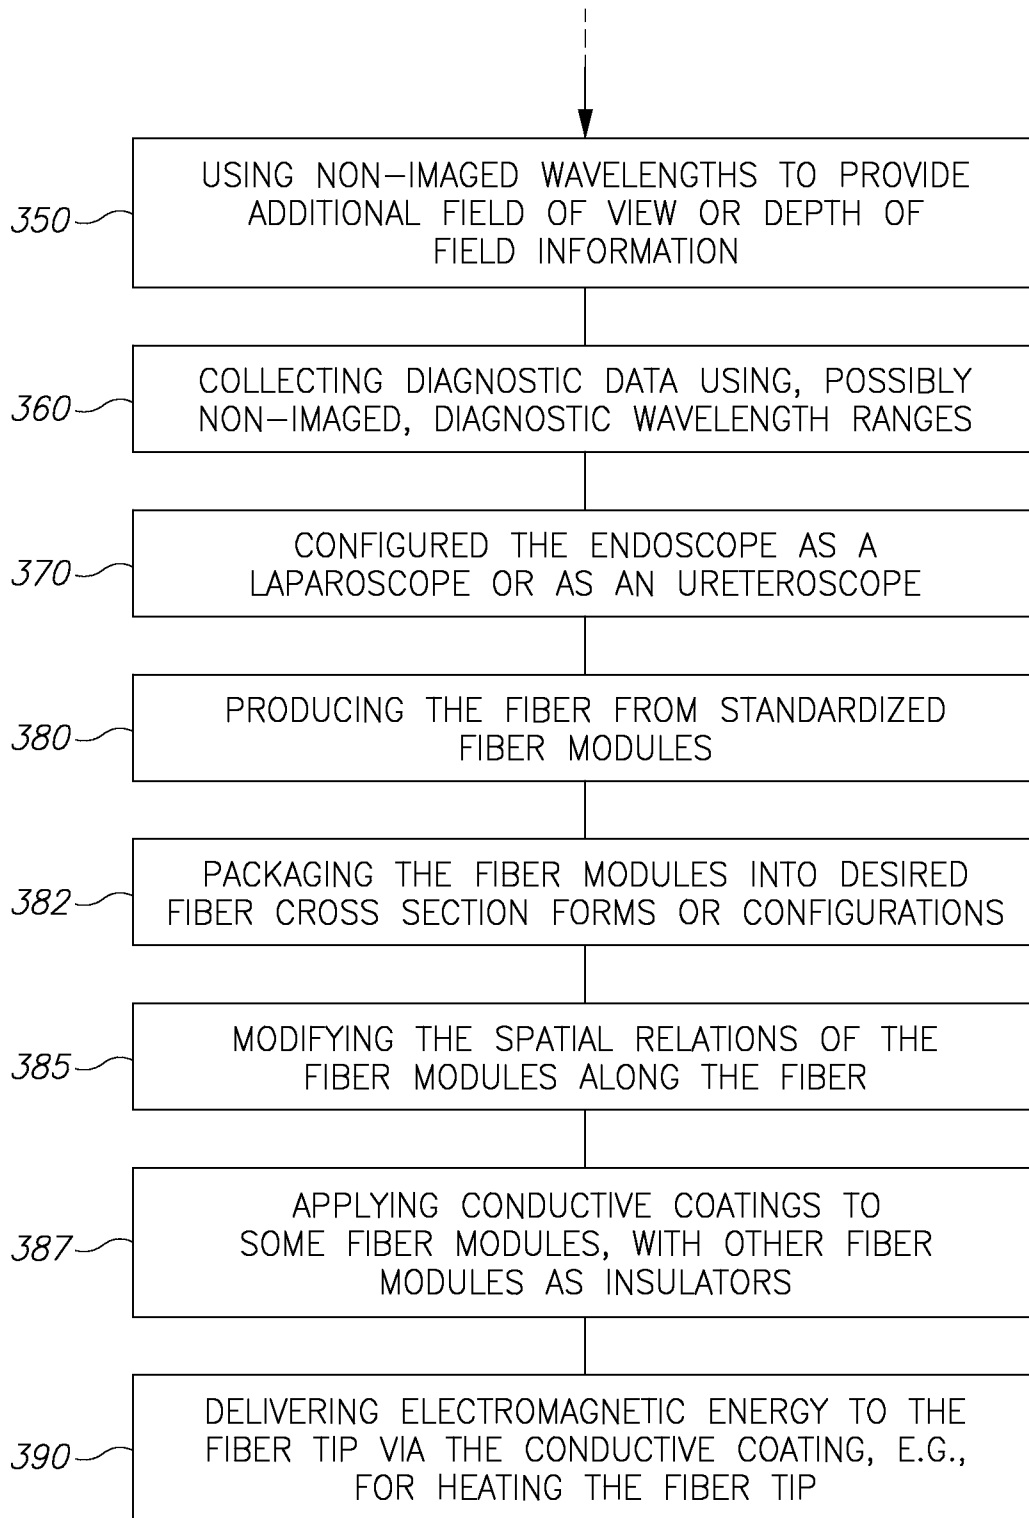 350
USING NON-IMAGED WAVELENGTHS TO PROVIDE
ADDITIONAL FIELD OF VIEW OR DEPTH OF
FIELD INFORMATION
360
COLLECTING DIAGNOSTIC DATA USING, POSSIBLY
NON-IMAGED, DIAGNOSTIC WAVELENGTH RANGES
370
CONFIGURED THE ENDOSCOPE AS A
LAPAROSCOPE OR AS AN URETEROSCOPE
380
PRODUCING THE FIBER FROM STANDARDIZED
FIBER MODULES
382
PACKAGING THE FIBER MODULES INTO DESIRED
FIBER CROSS SECTION FORMS OR CONFIGURATIONS
385
MODIFYING THE SPATIAL RELATIONS OF THE
FIBER MODULES ALONG THE FIBER
387
APPLYING CONDUCTIVE COATINGS TO
SOME FIBER MODULES, WITH OTHER FIBER
MODULES AS INSULATORS
390
DELIVERING ELECTROMAGNETIC ENERGY TO THE
FIBER TIP VIA THE CONDUCTIVE COATING, E.G.,
FOR HEATING THE FIBER TIP